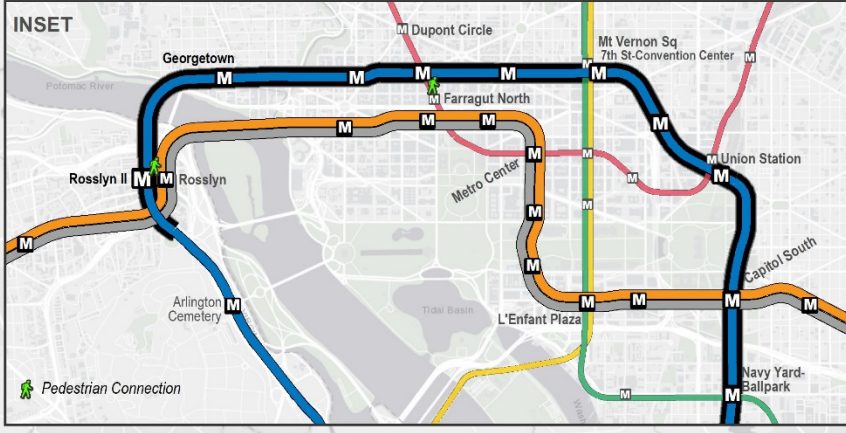 INSET
Dupont Circle
Mt Vernon Sq
7th St-Convention Center
Georgetown
Potomac River
M
M
M
M
M
M
M
M
Farragut North
M
M
M
M
M
M
Metro Center
M
M
M
M
Union Station
M
Rosslyn II
M
M
Rosslyn
M
M
M
M
M
Capitol South
Arlington
Cemetery
M
Tidal Basin
L'Enfant Plaza
M
M
M
M
Pedestrian Connection
M
Navy Yard-
Ballpark
M